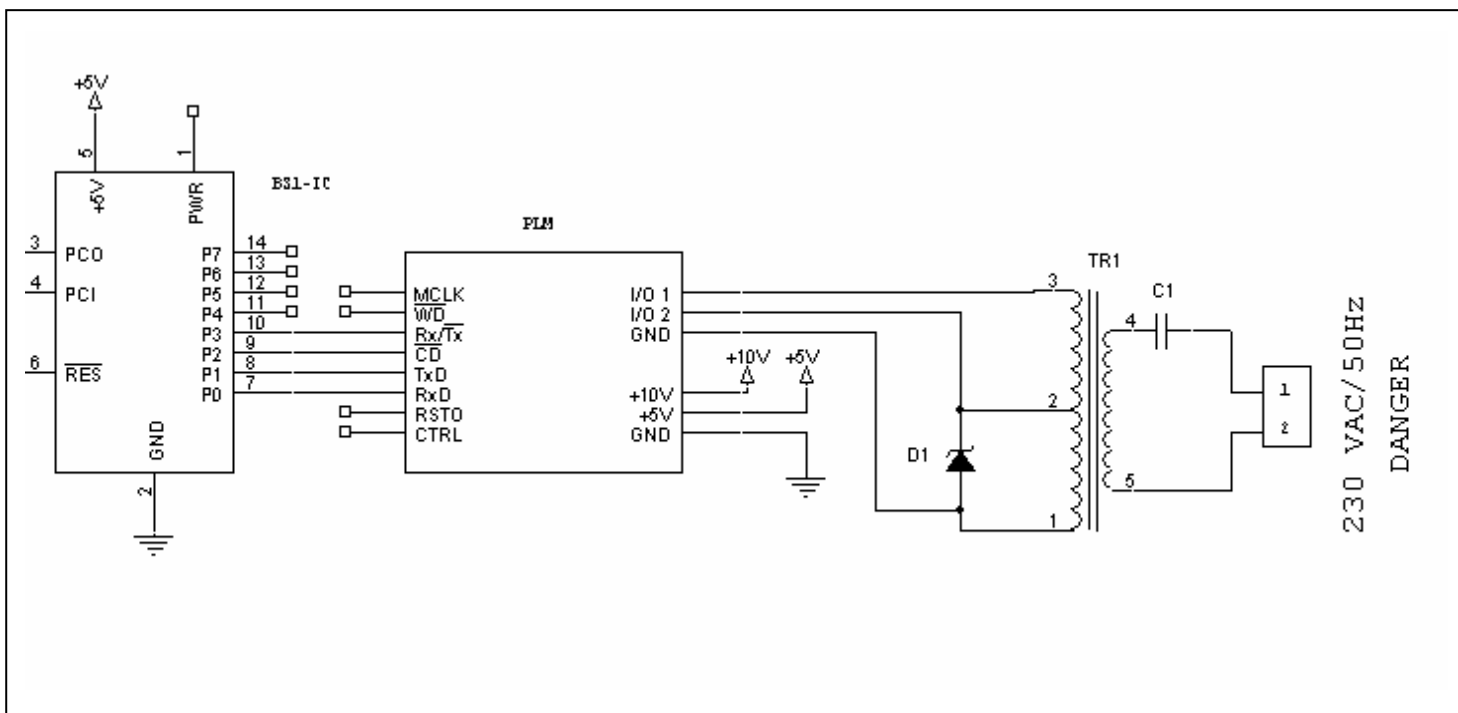 +5V
5
1
+5V
PWR
BS1-IC
3
PCO
4
PCI
6
RES
GND
2
P7
14
P6
13
P5
12
P4
11
P3
10
P2
9
P1
8
P0
7
PLM
MCLK
WD
Rx/Tx
CD
TxD
RxD
RSTO
CTRL
I/O 1
I/O 2
GND
+10V
+5V
GND
+10V
+5V
D1
TR1
3
2
1
4
5
C1
1
2
230 VAC/50Hz
DANGER